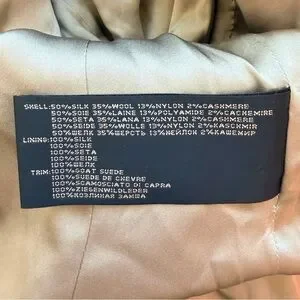 SHELL:50%SILK 35%WOOL 13%NYLON 2%CASHMERE
50%SOIE 35%LAINE 13%POLYAMIDE 2%CACHEMIRE
50%SETA 35%LANA 13%NYLON 2%CASHMERE
50%SEIDE 35%WOLLE 13%NYLON 2%KASCHMIR
50%ШЕЛК 35%ШЕРСТЬ 13%НЕЙЛОН 2%КАШЕМИР
LINING:100%SILK
100%SOIE
100%SETA
100%SEIDE
100%ШЕЛК
TRIM:100%GOAT SUEDE
100%SUEDE DE CHEVRE
100%SCAMOSCIATO DI CAPRA
100%ZIEGENWILDLEDER
100%КОЗЛИНАЯ ЗАМША